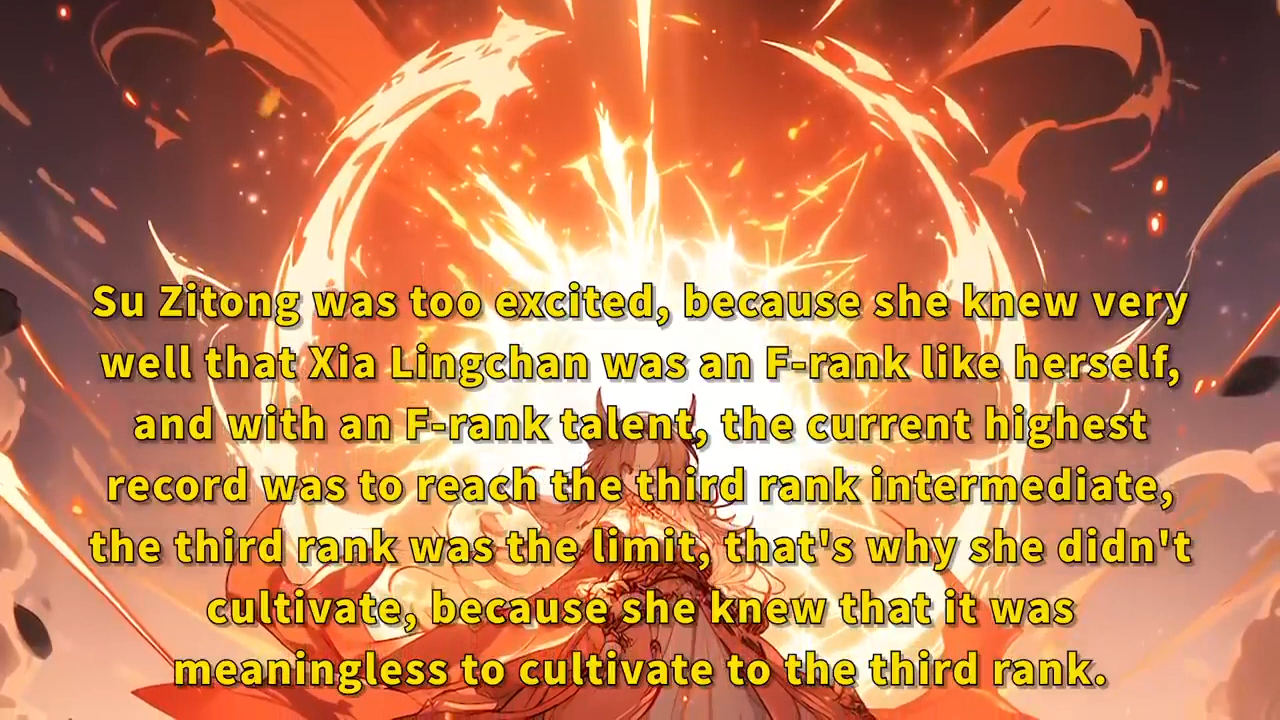 Su Zitong was too excited, because she knew very
well that Xia Lingchan was an F-rank like herself,
and with an F-rank talent, the current highest
record was to reach the third rank intermediate,
the third rank was the limit, that's why she didn't
cultivate, because she knew that it was
meaningless to cultivate to the third rank.